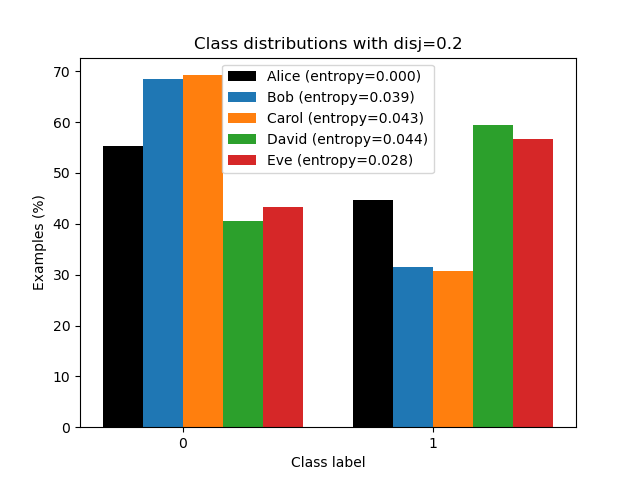 Class distributions with disj=0.2
Alice (entropy=0.000)
Bob (entropy=0.039)
Carol (entropy=0.043)
David (entropy=0.044)
Eve (entropy=0.028)
Examples (%)
70
60
50
40
30
20
10
0
0
1
Class label